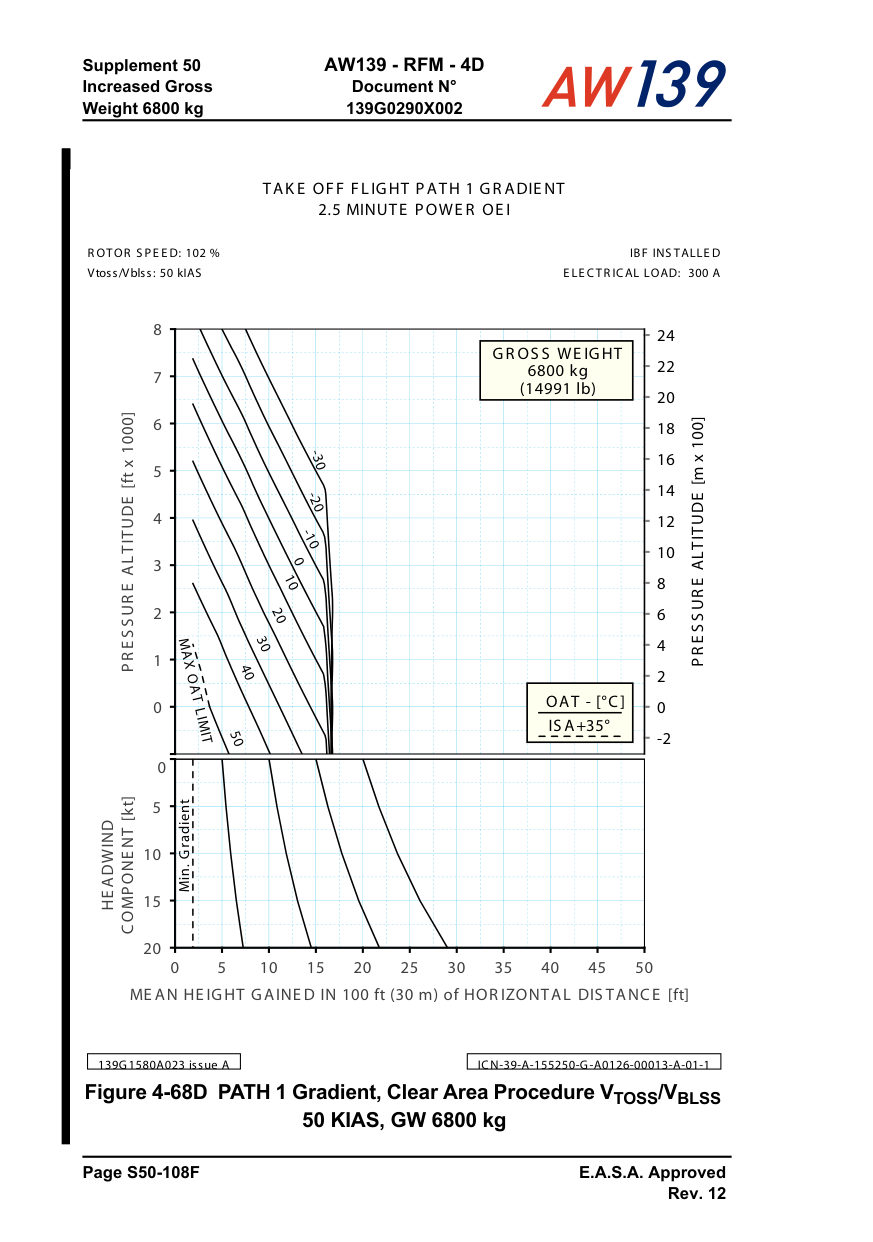 Supplement 50
Increased Gross
Weight 6800 kg
AW139 - RFM - 4D
Document N°
139G0290X002
AW139
TAKE OFF FLIGHT PATH 1 GRADIENT
2.5 MINUTE POWER OEI
ROTOR SPEED: 102 %
Vtoss/Vblss: 50 kIAS
IBF INSTALLED
ELECTRICAL LOAD: 300 A
GROSS WEIGHT
6800 kg
(14991 lb)
PRESSURE ALTITUDE [ft x 1000]
8
7
6
5
4
3
2
1
0
24
22
20
18
16
14
12
10
8
6
4
2
0
-2
PRESSURE ALTITUDE [m x 100]
-30
-20
-10
0
10
20
30
40
50
MAX OAT LIMIT
OAT - [°C]
ISA+35°
HEADWIND
COMPONENT [kt]
0
5
10
15
20
Min. Gradient
0 5 10 15 20 25 30 35 40 45 50
MEAN HEIGHT GAINED IN 100 ft (30 m) of HORIZONTAL DISTANCE [ft]
139G1580A023 issue A
ICN-39-A-155250-G-A0126-00013-A-01-1
Figure 4-68D PATH 1 Gradient, Clear Area Procedure VTOSS/VBLSS
50 KIAS, GW 6800 kg
Page S50-108F
E.A.S.A. Approved
Rev. 12